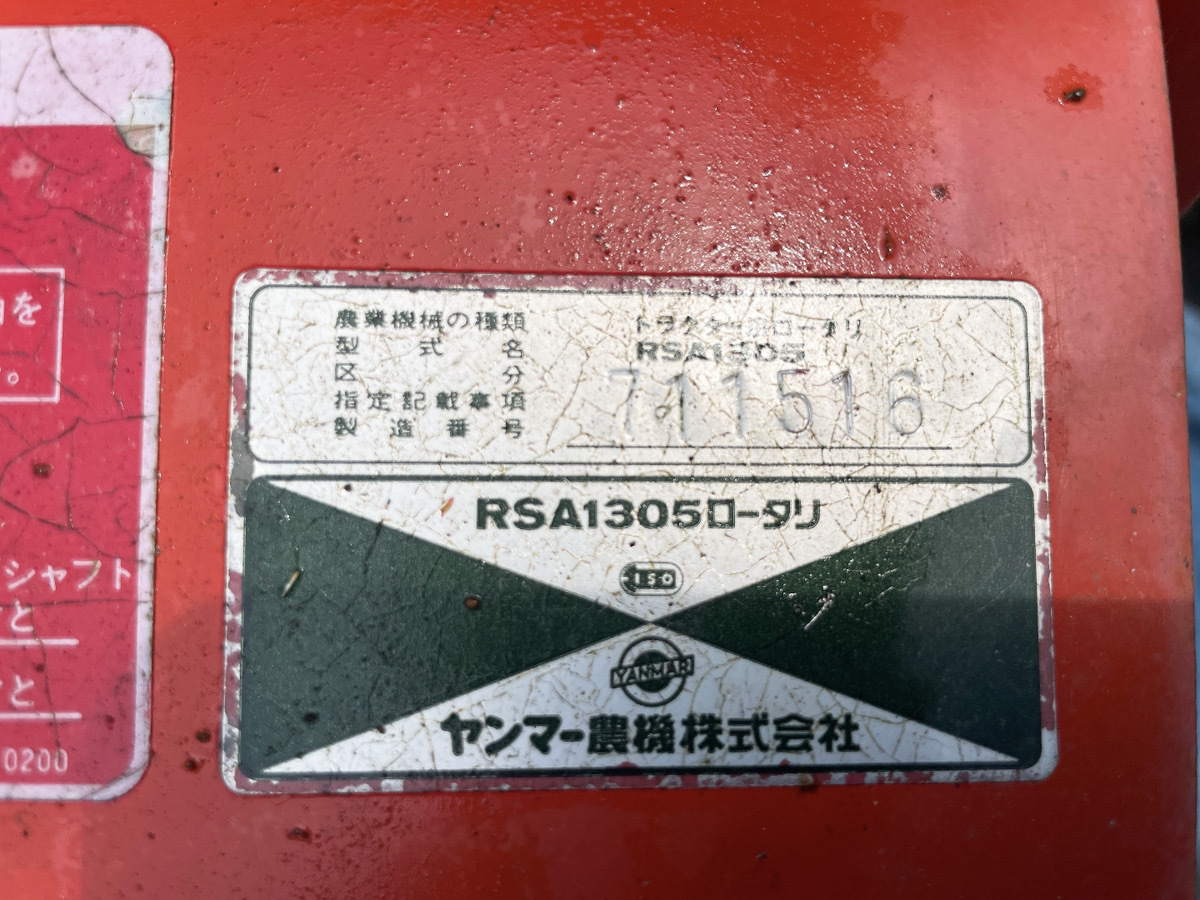 を
。
シャフト
と
と
0200
農業機械の種類 トラクター用ロータリ
型式名 RSA1305
区分
指定記載事項
製造番号 711516
RSA1305ロータリ
ISO
YANMAR
ヤンマー農機株式会社